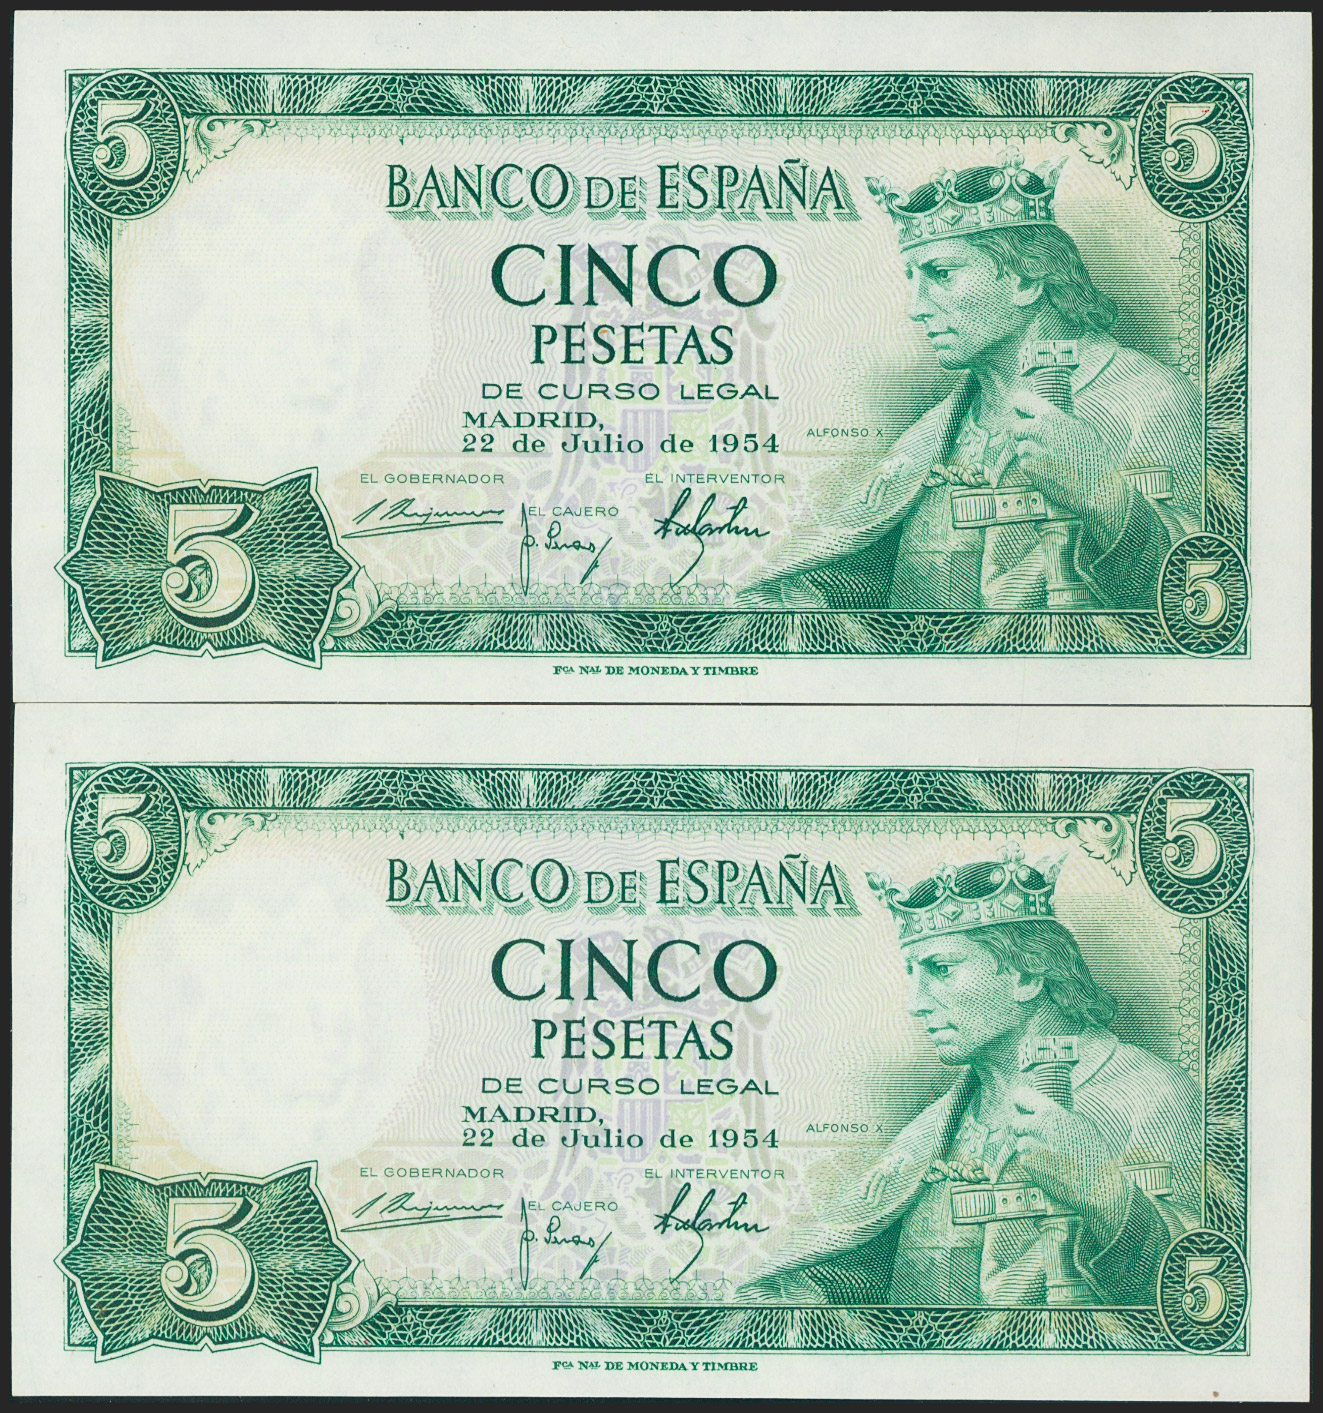 5 5
BANCO DE ESPAÑA
CINCO
PESETAS
DE CURSO LEGAL
MADRID,
22 de Julio de 1954
ALFONSO X
EL GOBERNADOR EL INTERVENTOR
EL CAJERO
5 5
Fca Nal DE MONEDA Y TIMBRE
5 5
BANCO DE ESPAÑA
CINCO
PESETAS
DE CURSO LEGAL
MADRID,
22 de Julio de 1954
ALFONSO X
EL GOBERNADOR EL INTERVENTOR
EL CAJERO
5 5
Fca Nal DE MONEDA Y TIMBRE